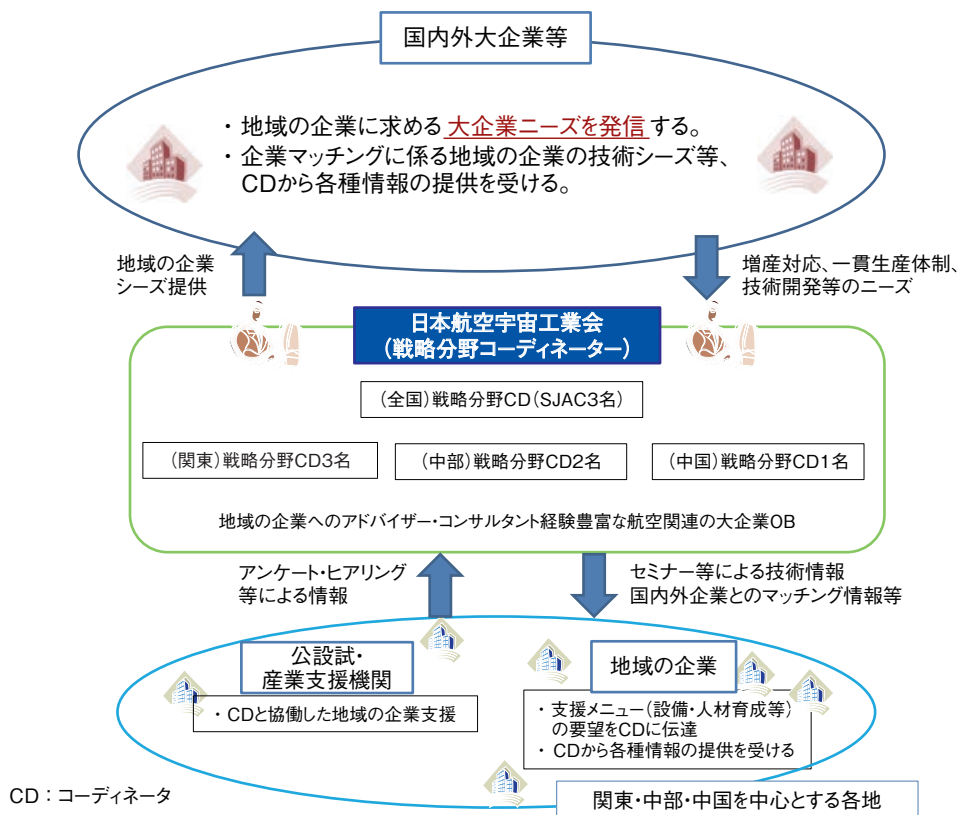 国内外大企業等
・地域の企業に求める大企業ニーズを発信する。
・企業マッチングに係る地域の企業の技術シーズ等、
CDから各種情報の提供を受ける。
地域の企業
シーズ提供
増産対応、一貫生産体制、
技術開発等のニーズ
日本航空宇宙工業会
(戦略分野コーディネーター)
(全国)戦略分野CD(SJAC3名)
(関東)戦略分野CD3名
(中部)戦略分野CD2名
(中国)戦略分野CD1名
地域の企業へのアドバイザー・コンサルタント経験豊富な航空関連の大企業OB
アンケート・ヒアリング
等による情報
セミナー等による技術情報
国内外企業とのマッチング情報等
公設試・
産業支援機関
・CDと協働した地域の企業支援
地域の企業
・支援メニュー(設備・人材育成等)
の要望をCDに伝達
・CDから各種情報の提供を受ける
CD:コーディネータ
関東・中部・中国を中心とする各地